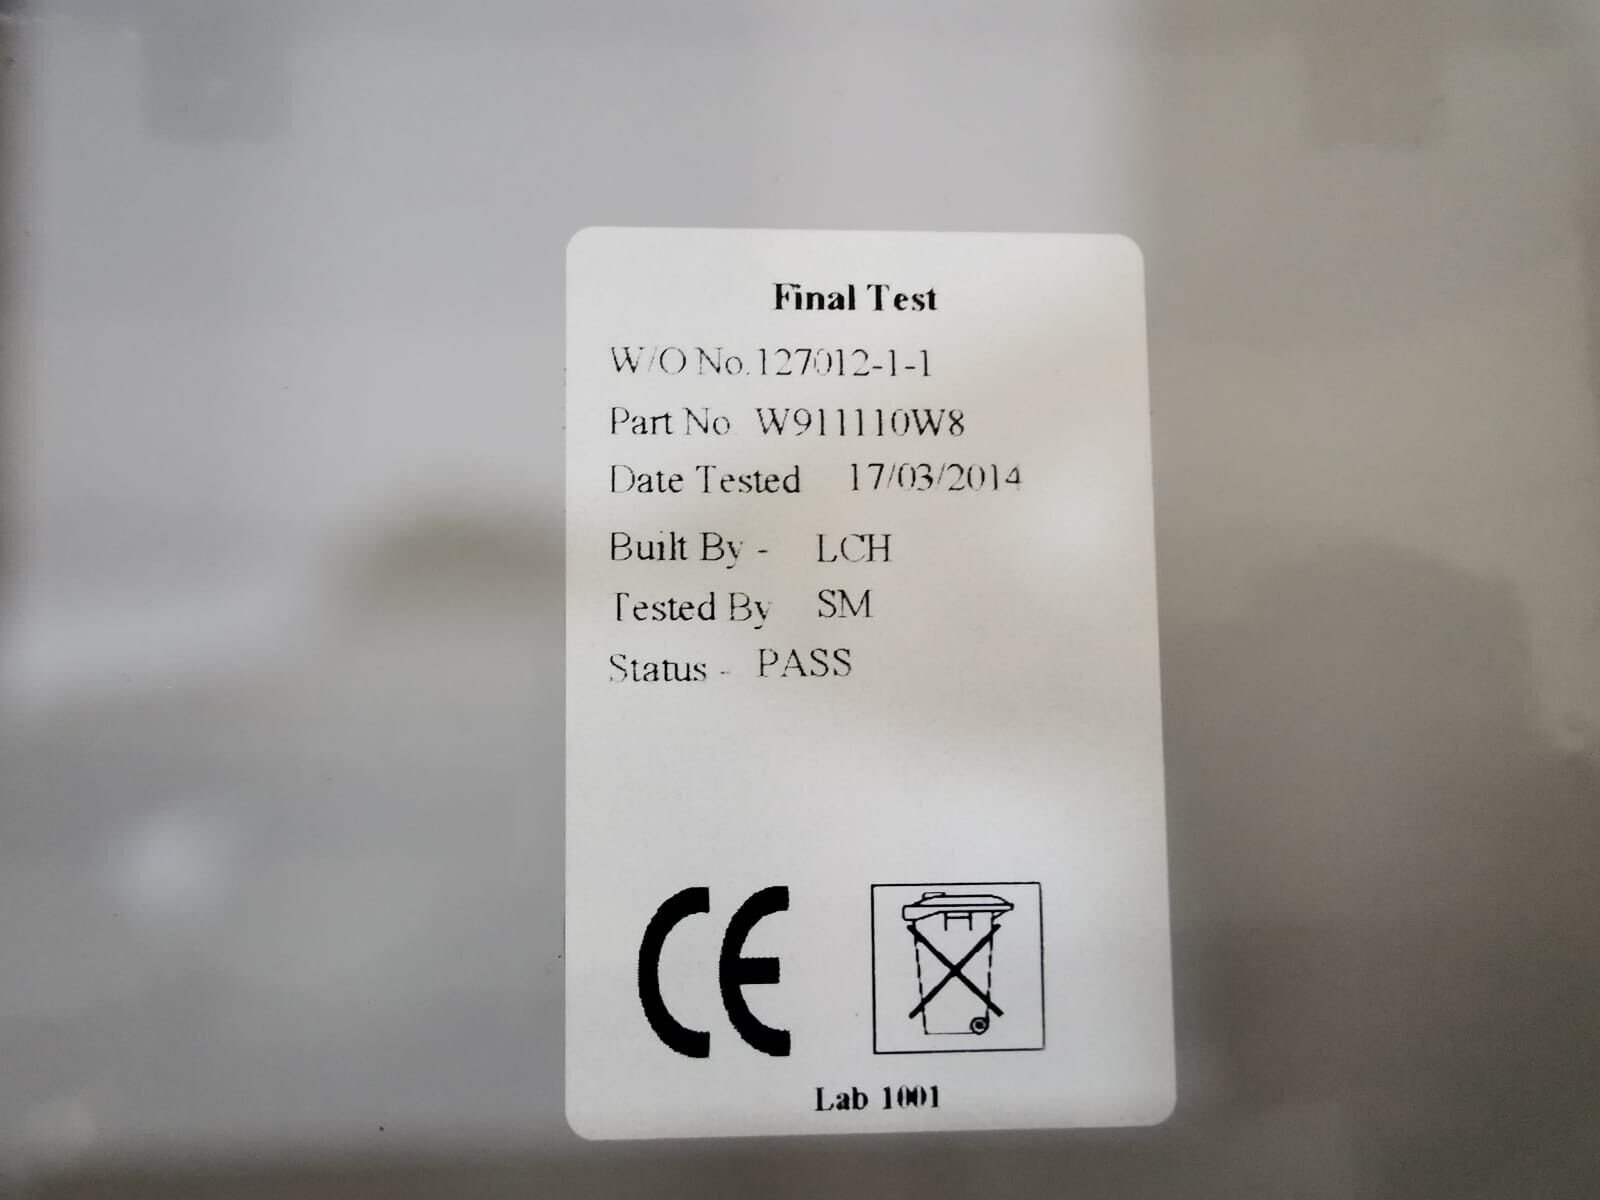 Final Test
W/O No. 127012-1-1
Part No W911110W8
Date Tested 17/03/2014
Built By - LCH
Tested By SM
Status - PASS
CE
Lab 1001